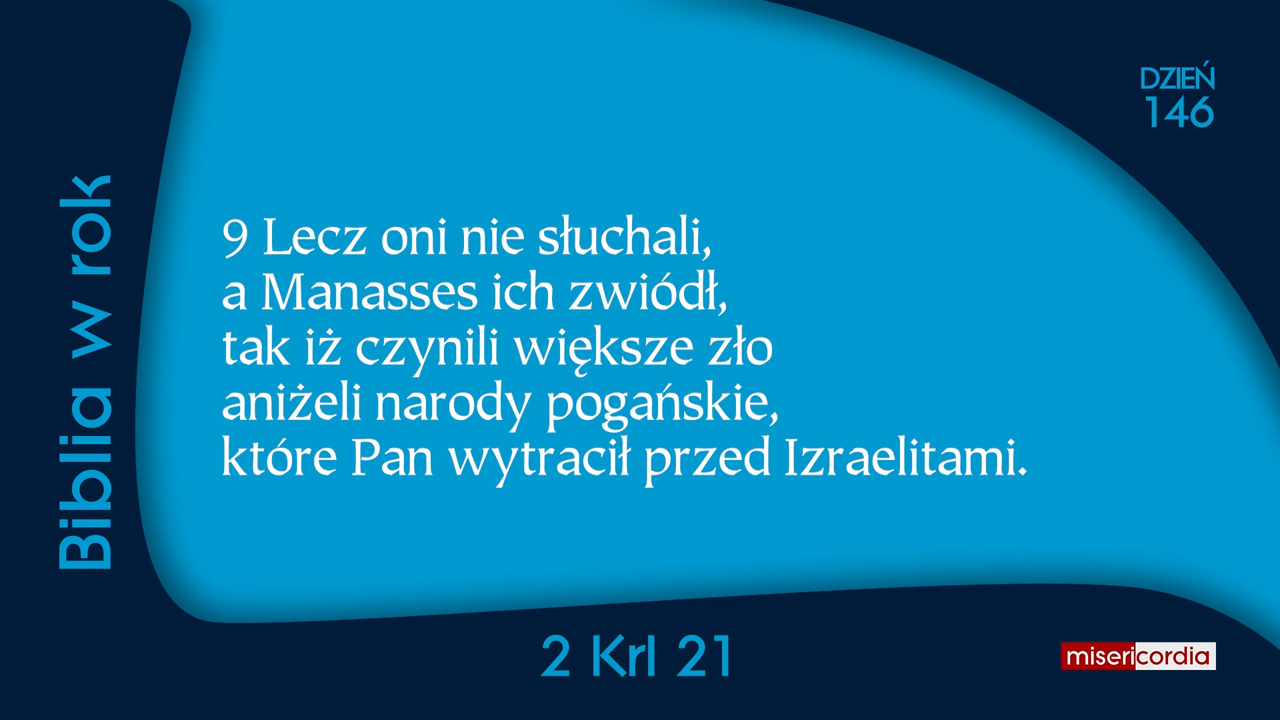 DZIEŃ
146
Biblia w rok
9 Lecz oni nie słuchali,
a Manasses ich zwiódł,
tak iż czynili większe zło
aniżeli narody pogańskie,
które Pan wytracił przed Izraelitami.
2 Krl 21
misericordia